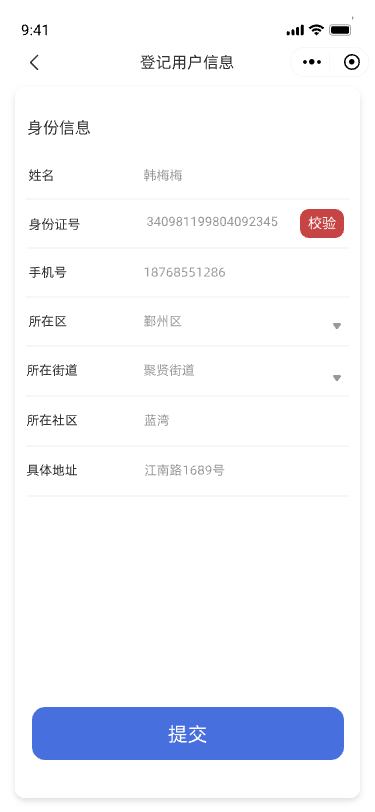 9:41
登记用户信息
身份信息
姓名 韩梅梅
身份证号 340981199804092345 校验
手机号 18768551286
所在区 鄞州区
所在街道 聚贤街道
所在社区 蓝湾
具体地址 江南路1689号
提交